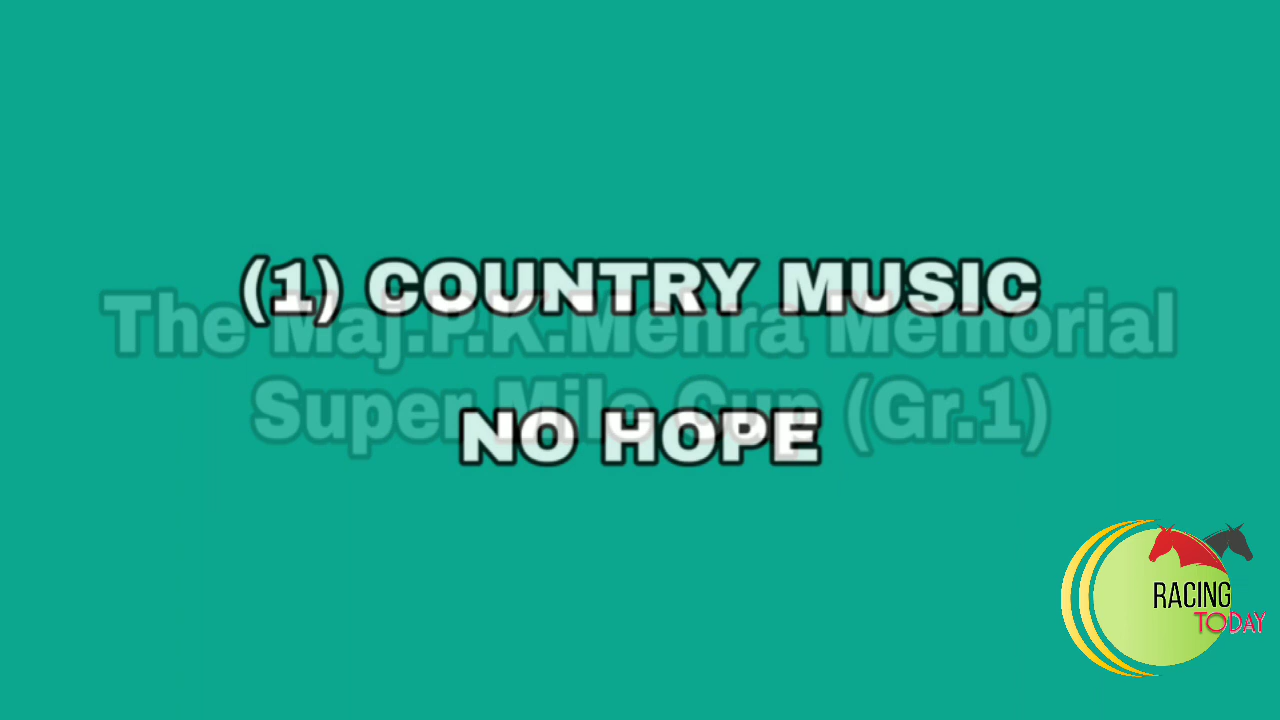 (1) COUNTRY MUSIC
The Maj.P.K.Mehra Memorial
Super Mile Cup (Gr.1)
NO HOPE
RACING
TODAY